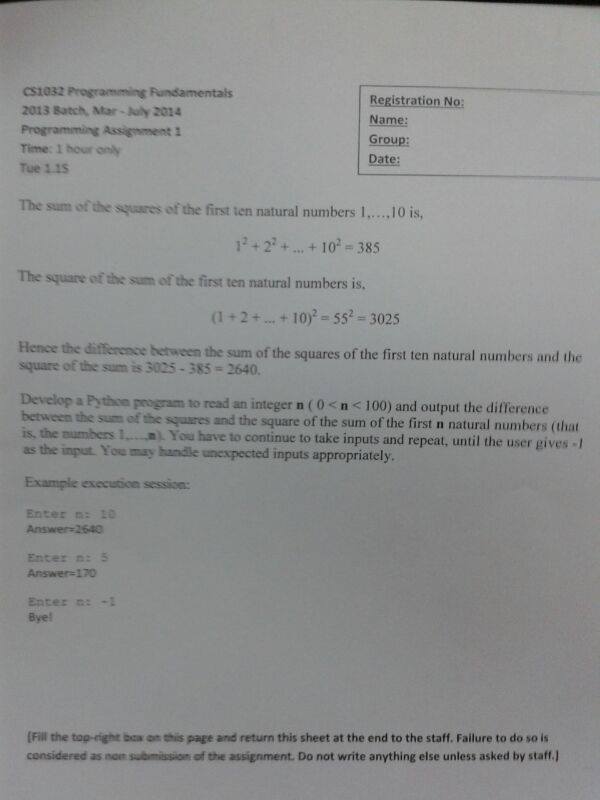 CS1032 Programming Fundamentals
2013 Batch, Mar - July 2014
Programming Assignment 1
Time: 1 hour only
Tue 1.15
Registration No:
Name:
Group:
Date:
The sum of the squares of the first ten natural numbers 1,…,10 is,
1² + 2² + ... + 10² = 385
The square of the sum of the first ten natural numbers is,
(1 + 2 + ... + 10)² = 55² = 3025
Hence the difference between the sum of the squares of the first ten natural numbers and the
square of the sum is 3025 - 385 = 2640.
Develop a Python program to read an integer n ( 0 < n < 100) and output the difference
between the sum of the squares and the square of the sum of the first n natural numbers (that
is, the numbers 1,…,n). You have to continue to take inputs and repeat, until the user gives -1
as the input. You may handle unexpected inputs appropriately.
Example execution session:
Enter n: 10
Answer=2640
Enter n: 5
Answer=170
Enter n: -1
Bye!
[Fill the top-right box on this page and return this sheet at the end to the staff. Failure to do so is
considered as non submission of the assignment. Do not write anything else unless asked by staff.]